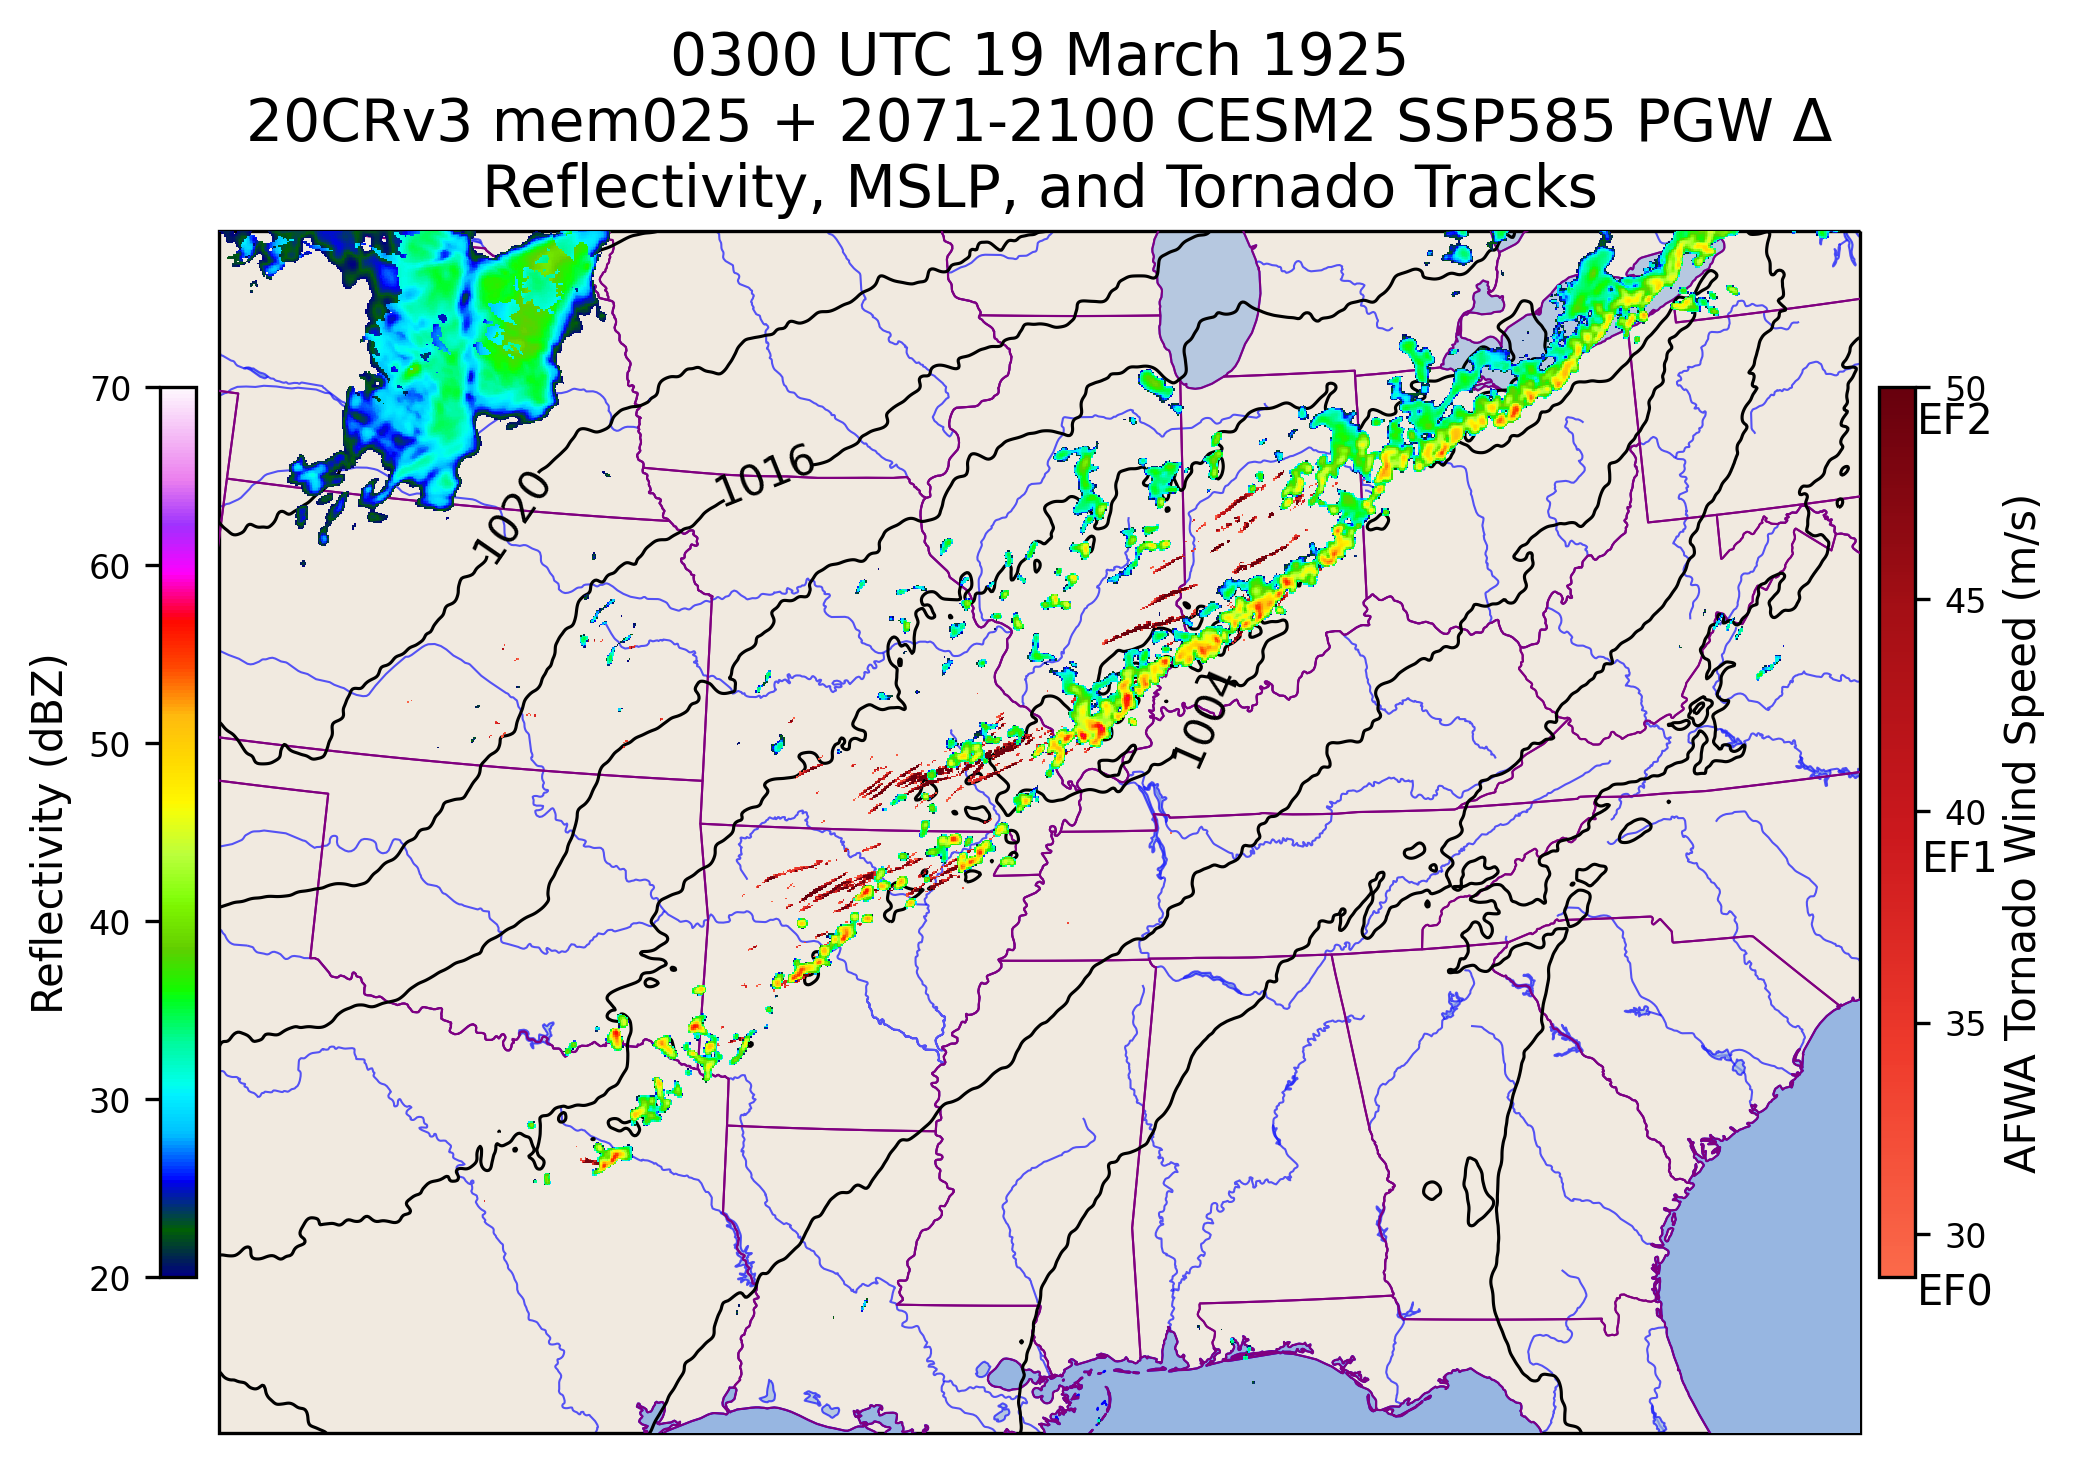 0300 UTC 19 March 1925
20CRv3 mem025 + 2071-2100 CESM2 SSP585 PGW Δ
Reflectivity, MSLP, and Tornado Tracks
70
60
50
40
30
20
Reflectivity (dBZ)
1020
1016
1004
50
EF2
45
40
EF1
35
30
EF0
AFWA Tornado Wind Speed (m/s)